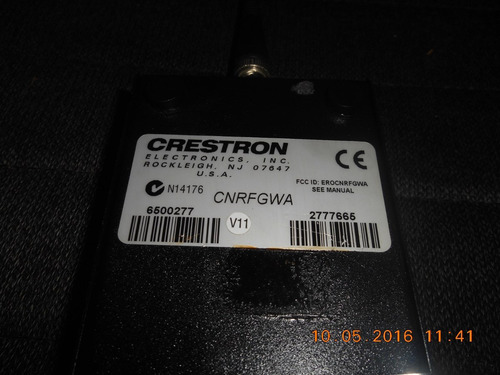 CRESTRON
ELECTRONICS, INC.
ROCKLEIGH, NJ 07647
U.S.A.
CE
FCC ID: EROCNRFGWA
SEE MANUAL
N14176
CNRFGWA
6500277
V11
2777665
10.05.2016 11:41